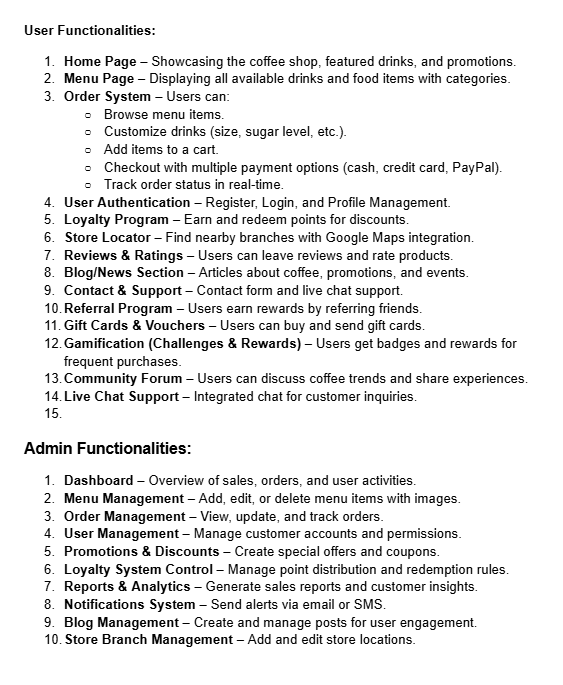 User Functionalities:
1. Home Page – Showcasing the coffee shop, featured drinks, and promotions.
2. Menu Page – Displaying all available drinks and food items with categories.
3. Order System – Users can:
○ Browse menu items.
○ Customize drinks (size, sugar level, etc.).
○ Add items to a cart.
○ Checkout with multiple payment options (cash, credit card, PayPal).
○ Track order status in real-time.
4. User Authentication – Register, Login, and Profile Management.
5. Loyalty Program – Earn and redeem points for discounts.
6. Store Locator – Find nearby branches with Google Maps integration.
7. Reviews & Ratings – Users can leave reviews and rate products.
8. Blog/News Section – Articles about coffee, promotions, and events.
9. Contact & Support – Contact form and live chat support.
10. Referral Program – Users earn rewards by referring friends.
11. Gift Cards & Vouchers – Users can buy and send gift cards.
12. Gamification (Challenges & Rewards) – Users get badges and rewards for
frequent purchases.
13. Community Forum – Users can discuss coffee trends and share experiences.
14. Live Chat Support – Integrated chat for customer inquiries.
15.
Admin Functionalities:
1. Dashboard – Overview of sales, orders, and user activities.
2. Menu Management – Add, edit, or delete menu items with images.
3. Order Management – View, update, and track orders.
4. User Management – Manage customer accounts and permissions.
5. Promotions & Discounts – Create special offers and coupons.
6. Loyalty System Control – Manage point distribution and redemption rules.
7. Reports & Analytics – Generate sales reports and customer insights.
8. Notifications System – Send alerts via email or SMS.
9. Blog Management – Create and manage posts for user engagement.
10. Store Branch Management – Add and edit store locations.